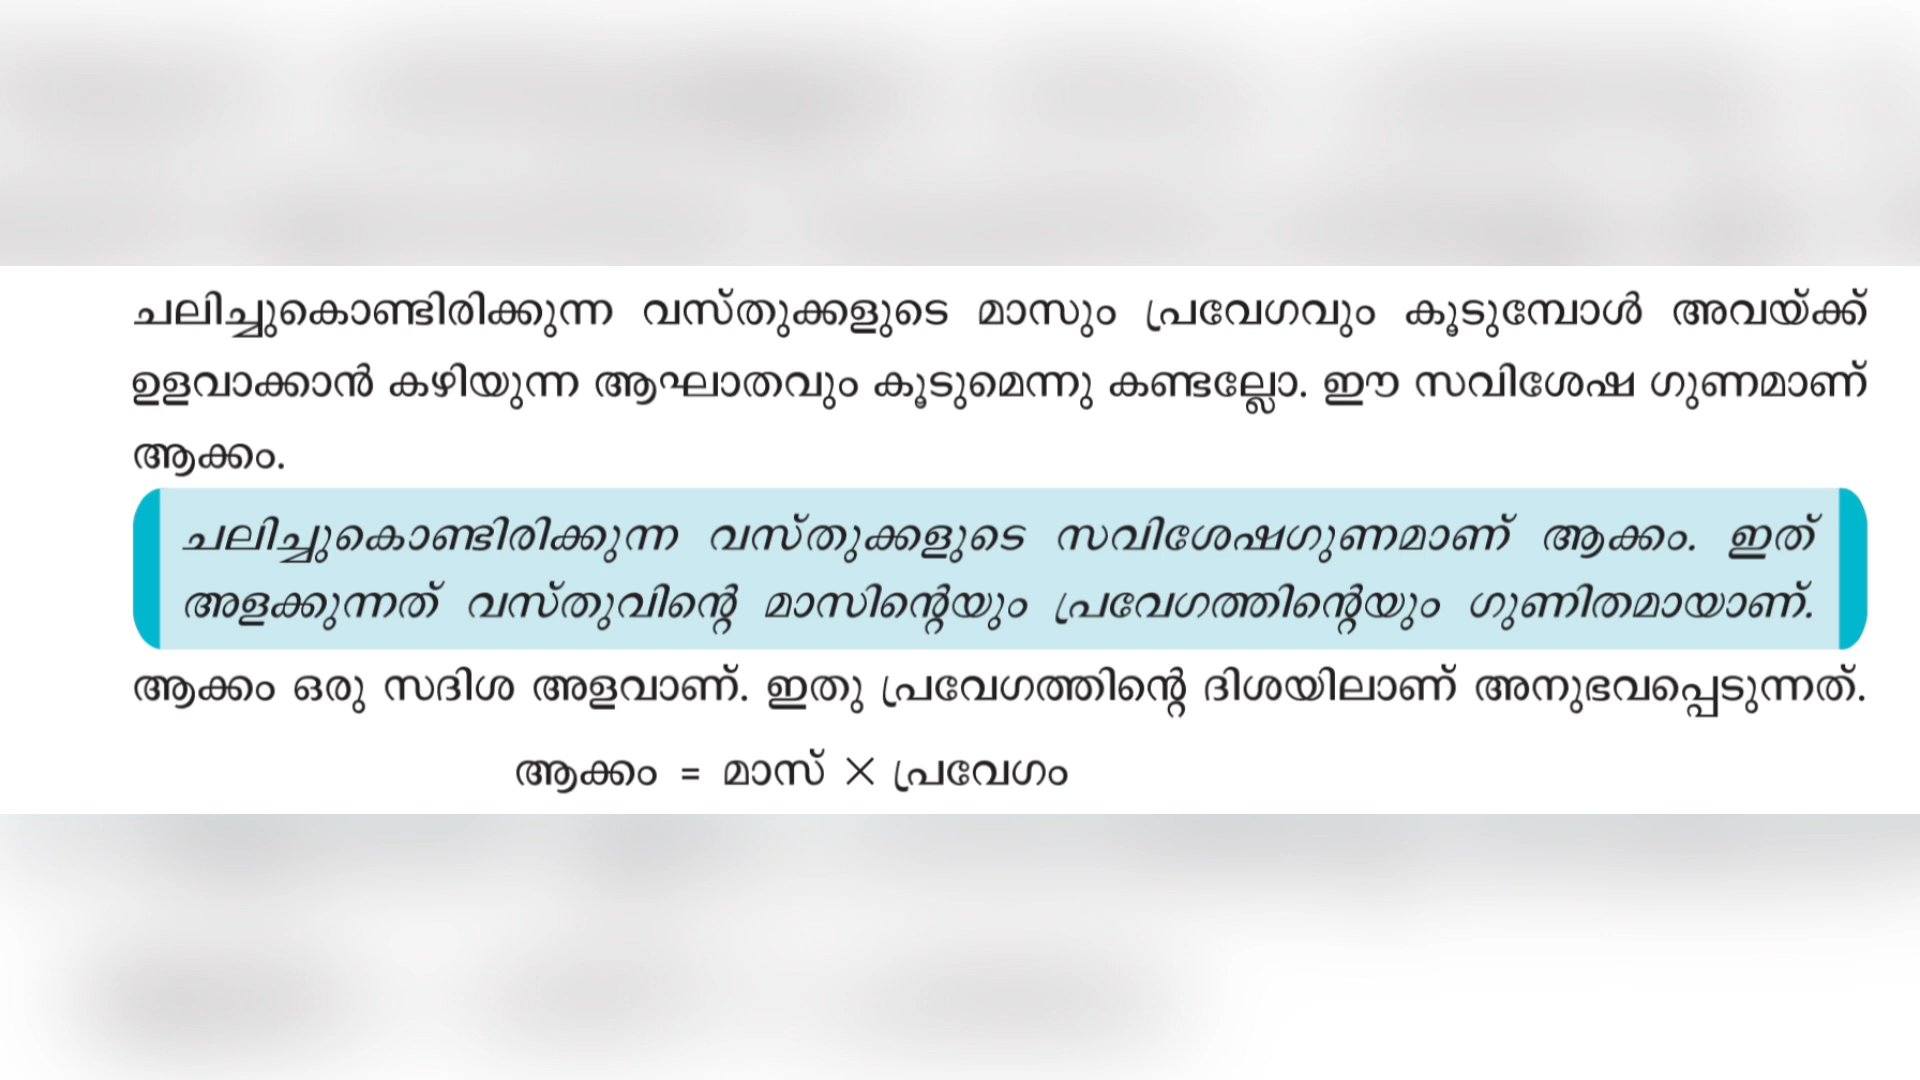 ചലിച്ചുകൊണ്ടിരിക്കുന്ന വസ്തുക്കളുടെ മാസും പ്രവേഗവും കൂടുമ്പോൾ അവയ്ക്ക്
ഉളവാക്കാൻ കഴിയുന്ന ആഘാതവും കൂടുമെന്നു കണ്ടല്ലോ. ഈ സവിശേഷ ഗുണമാണ്
ആക്കം.
ചലിച്ചുകൊണ്ടിരിക്കുന്ന വസ്തുക്കളുടെ സവിശേഷഗുണമാണ് ആക്കം. ഇത്
അളക്കുന്നത് വസ്തുവിന്റെ മാസിന്റെയും പ്രവേഗത്തിന്റെയും ഗുണിതമായാണ്.
ആക്കം ഒരു സദിശ അളവാണ്. ഇതു പ്രവേഗത്തിന്റെ ദിശയിലാണ് അനുഭവപ്പെടുന്നത്.
ആക്കം = മാസ് × പ്രവേഗം